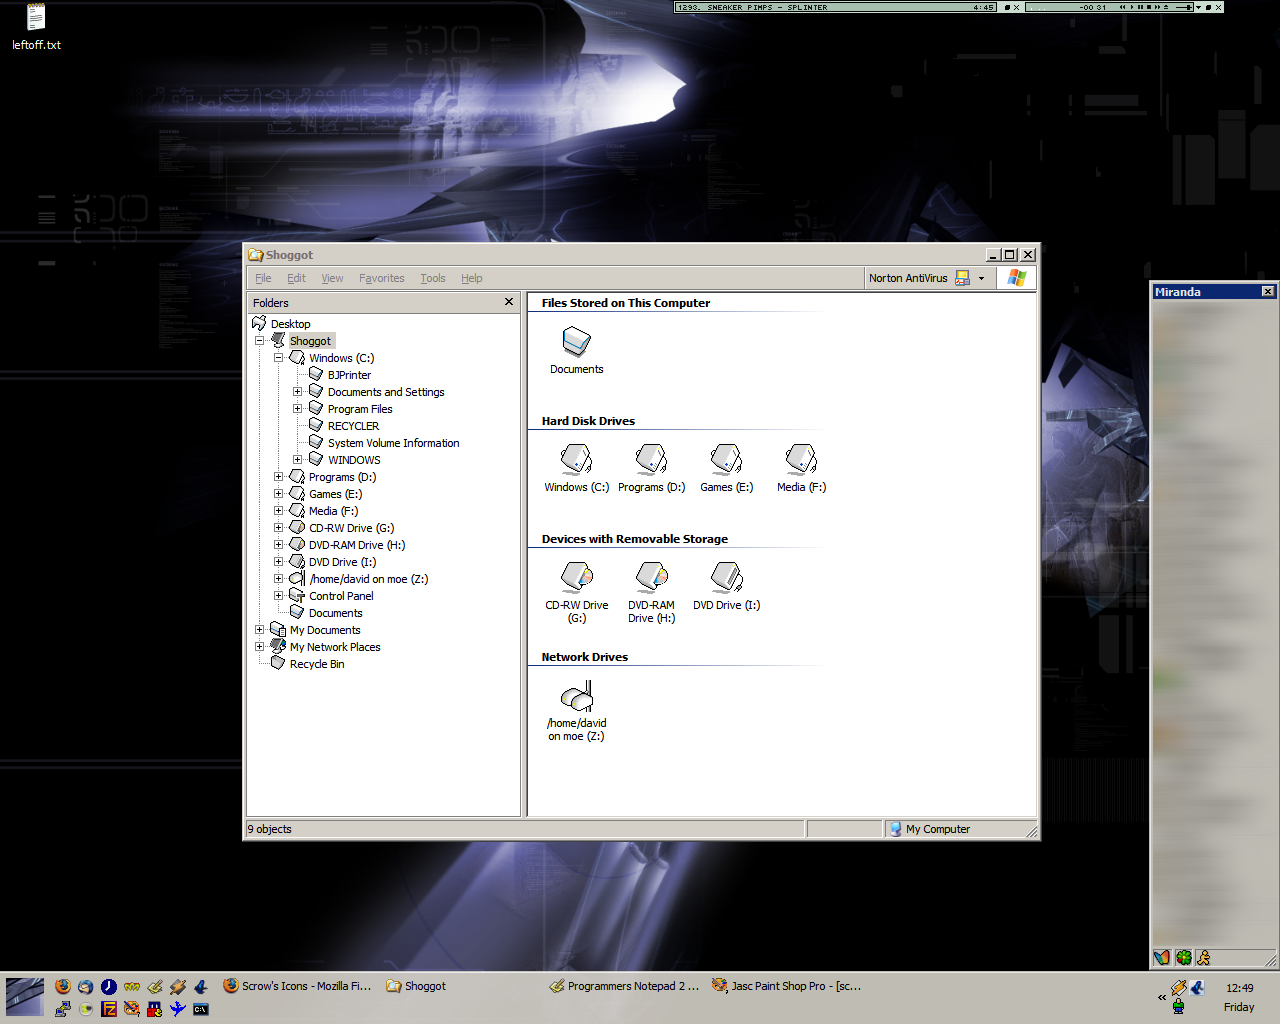 leftoff.txt
1293. SNEAKER PIMPS - SPLINTER 4:45
-00 31
Shoggot
File Edit View Favorites Tools Help
Norton AntiVirus
Folders
Desktop
Shoggot
Windows (C:)
BJPrinter
Documents and Settings
Program Files
RECYCLER
System Volume Information
WINDOWS
Programs (D:)
Games (E:)
Media (F:)
CD-RW Drive (G:)
DVD-RAM Drive (H:)
DVD Drive (I:)
/home/david on moe (Z:)
Control Panel
Documents
My Documents
My Network Places
Recycle Bin
Files Stored on This Computer
Documents
Hard Disk Drives
Windows (C:) Programs (D:) Games (E:) Media (F:)
Devices with Removable Storage
CD-RW Drive (G:)
DVD-RAM Drive (H:)
DVD Drive (I:)
Network Drives
/home/david
on moe (Z:)
9 objects
My Computer
Miranda
Scrow's Icons - Mozilla Fi...
Shoggot
Programmers Notepad 2 ...
Jasc Paint Shop Pro - [sc...
12:49
Friday